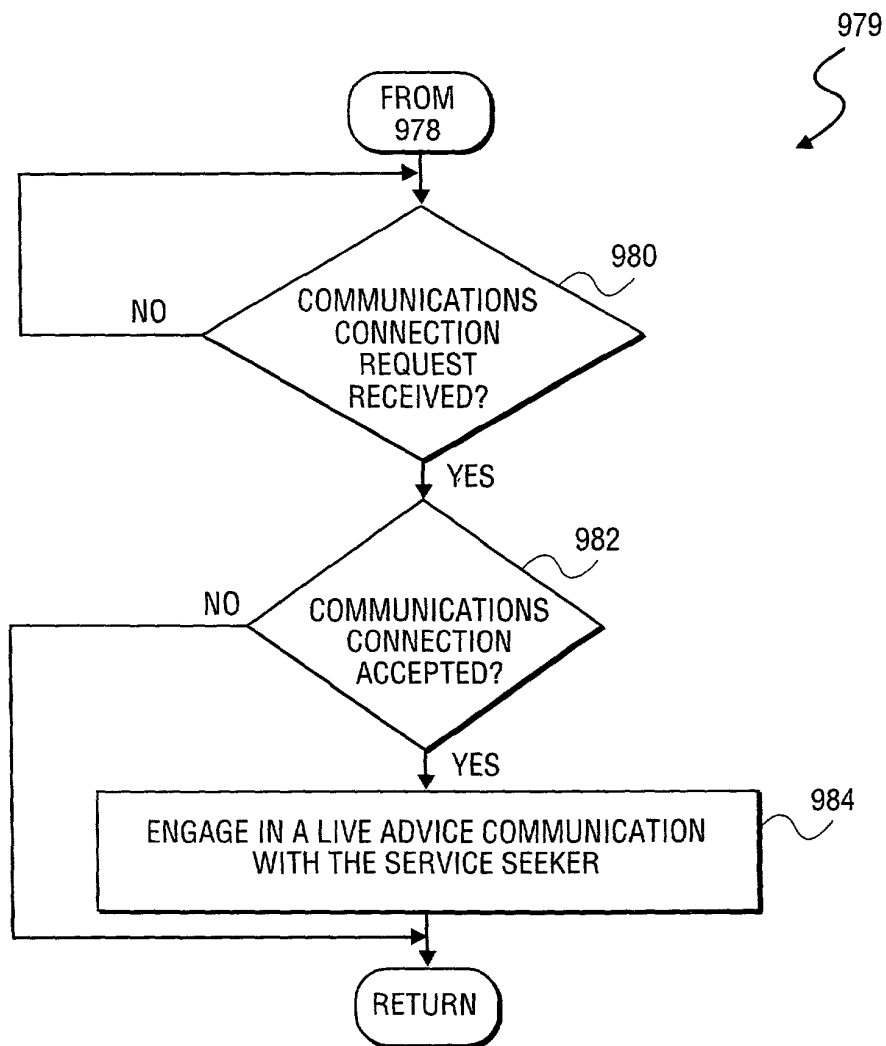 979
FROM
978
980
COMMUNICATIONS
CONNECTION
REQUEST
RECEIVED?
NO
YES
982
NO
COMMUNICATIONS
CONNECTION
ACCEPTED?
YES
984
ENGAGE IN A LIVE ADVICE COMMUNICATION
WITH THE SERVICE SEEKER
RETURN